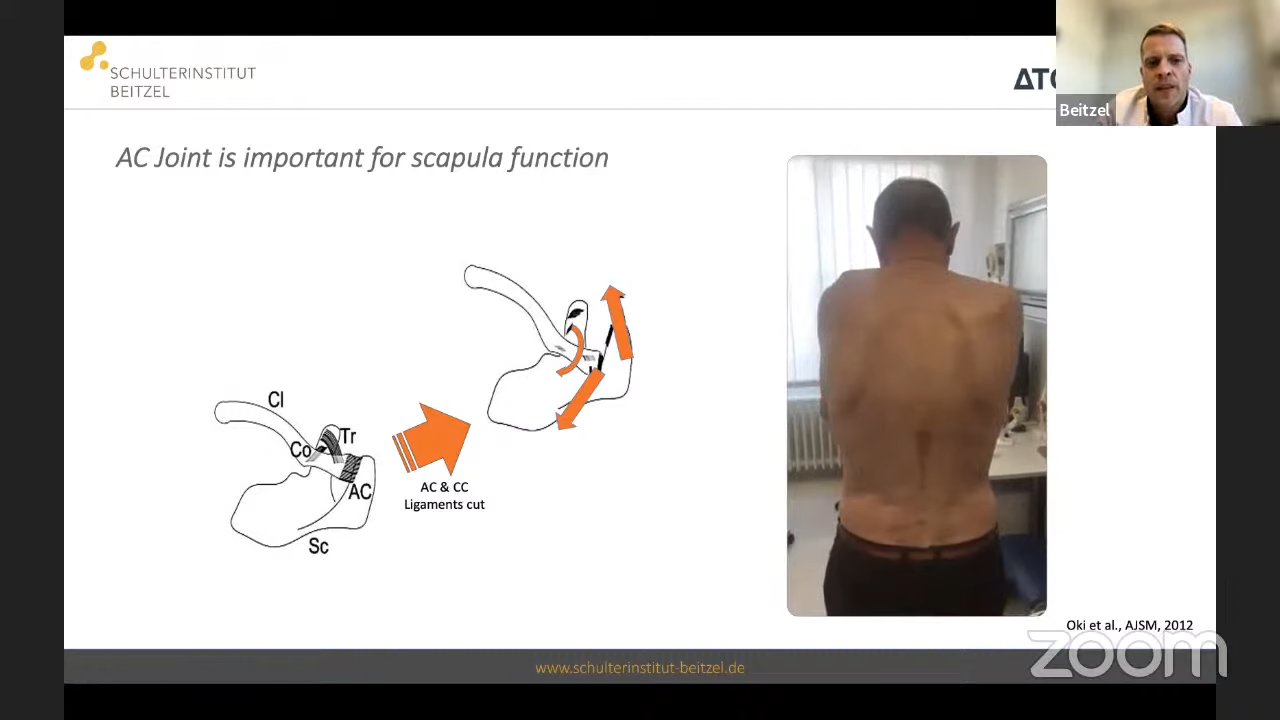 SCHULTERINSTITUT
BEITZEL
Beitzel
AC Joint is important for scapula function
Cl
Co
Tr
AC
Sc
AC & CC
Ligaments cut
Oki et al., AJSM, 2012
zoom
www.schulterinstitut-beitzel.de